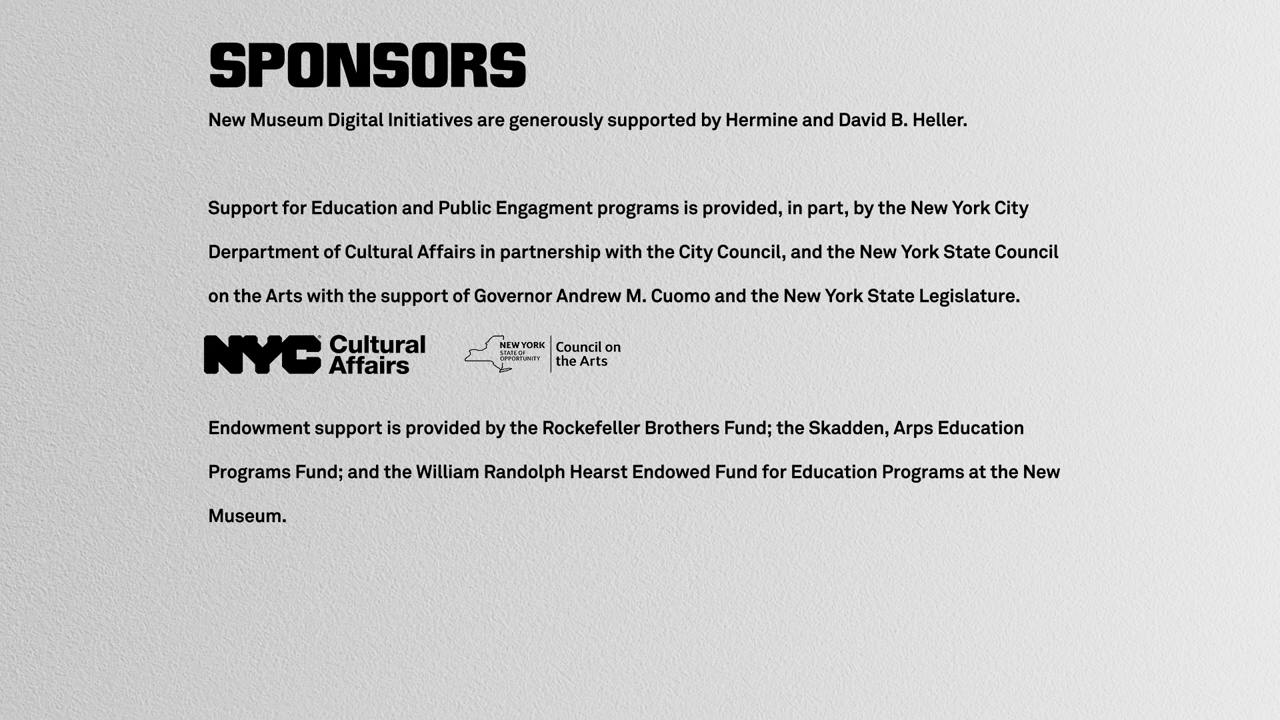 SPONSORS
New Museum Digital Initiatives are generously supported by Hermine and David B. Heller.
Support for Education and Public Engagment programs is provided, in part, by the New York City
Derpartment of Cultural Affairs in partnership with the City Council, and the New York State Council
on the Arts with the support of Governor Andrew M. Cuomo and the New York State Legislature.
NYC Cultural
Affairs
NEW YORK
STATE OF
OPPORTUNITY
Council on
the Arts
Endowment support is provided by the Rockefeller Brothers Fund; the Skadden, Arps Education
Programs Fund; and the William Randolph Hearst Endowed Fund for Education Programs at the New
Museum.